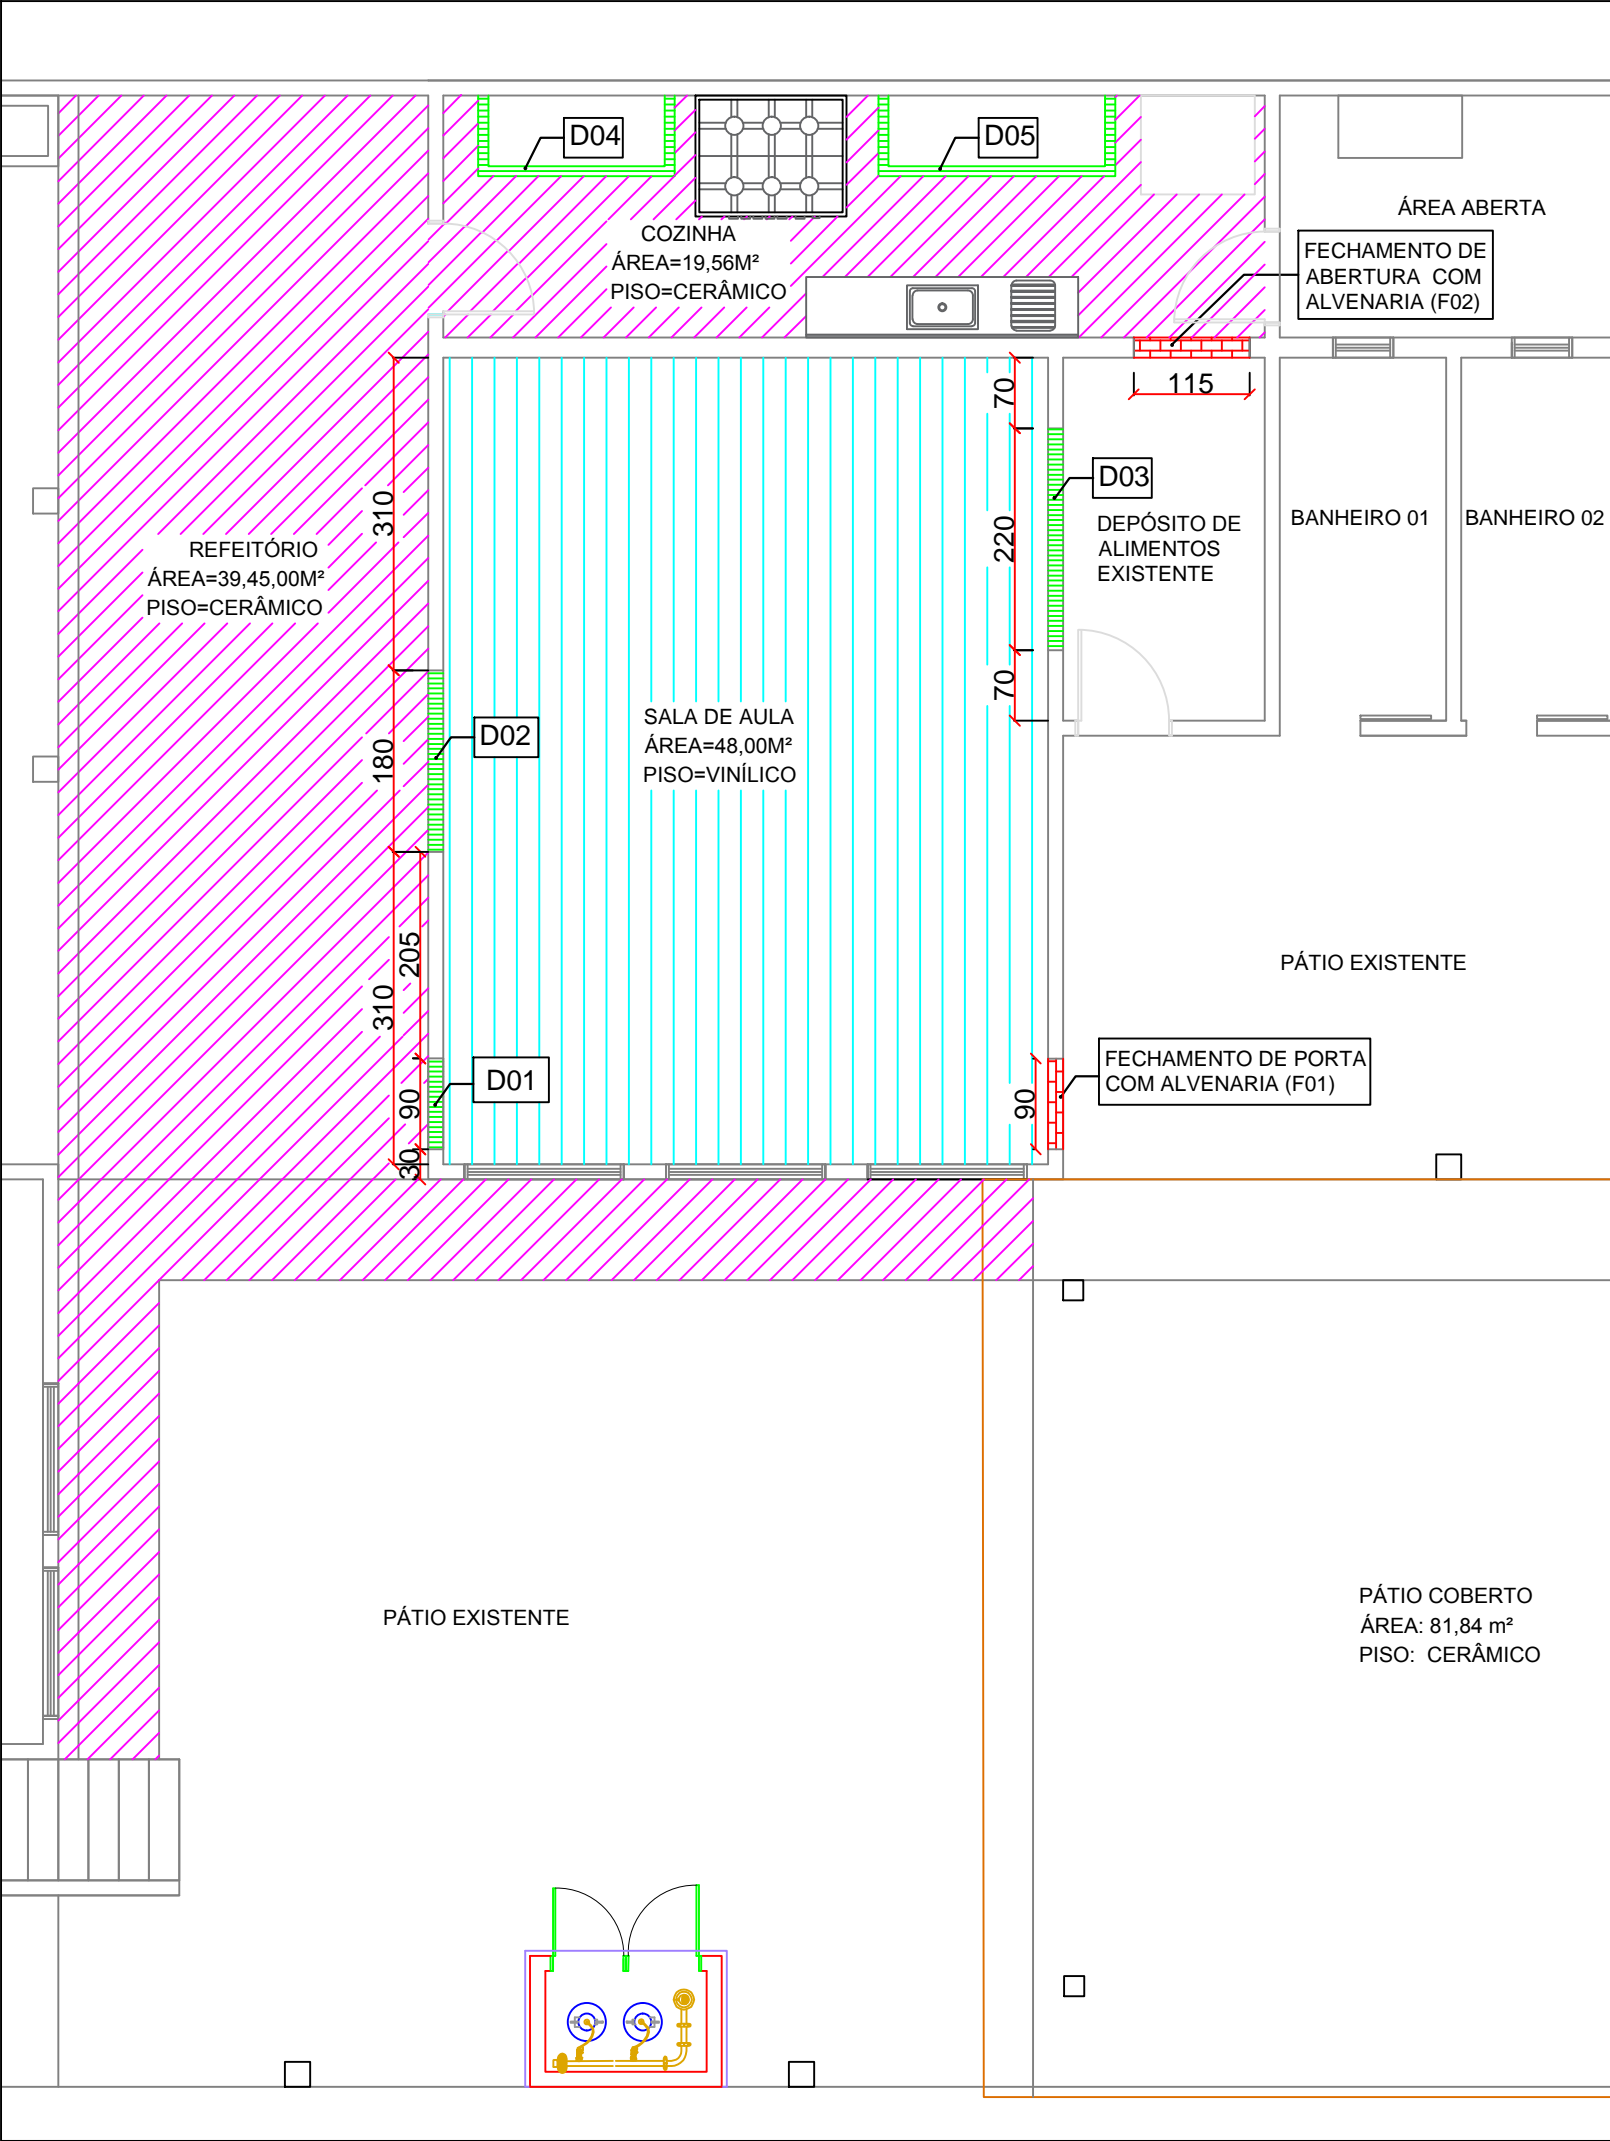 D04
D05
ÁREA ABERTA
COZINHA
ÁREA=19,56M²
PISO=CERÂMICO
FECHAMENTO DE
ABERTURA COM
ALVENARIA (F02)
115
70
310
220
D03
DEPÓSITO DE
ALIMENTOS
EXISTENTE
BANHEIRO 01
BANHEIRO 02
REFEITÓRIO
ÁREA=39,45,00M²
PISO=CERÂMICO
70
SALA DE AULA
ÁREA=48,00M²
PISO=VINÍLICO
D02
180
205
310
PÁTIO EXISTENTE
D01
90
30
90
FECHAMENTO DE PORTA
COM ALVENARIA (F01)
PÁTIO EXISTENTE
PÁTIO COBERTO
ÁREA: 81,84 m²
PISO: CERÂMICO